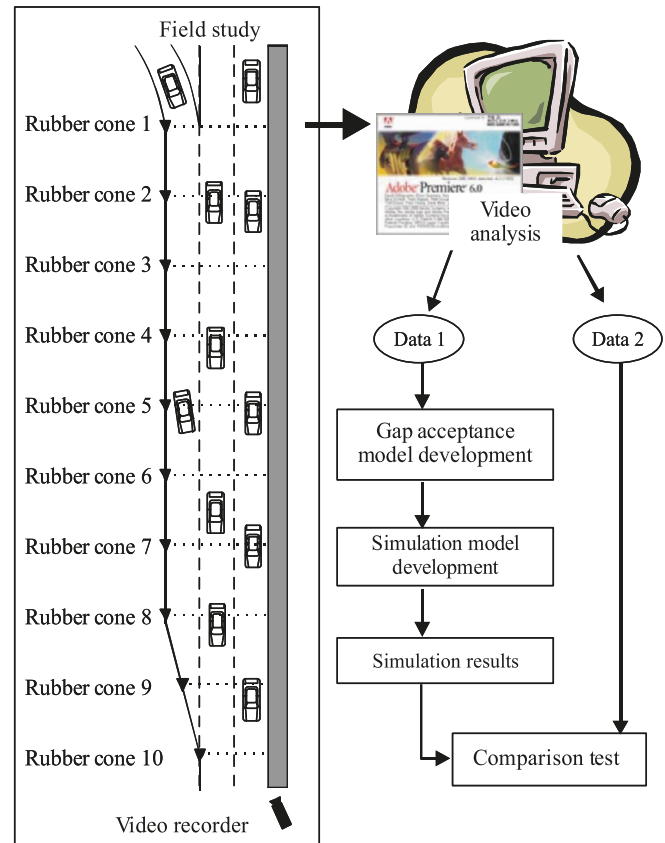 Field study
Rubber cone 1
Rubber cone 2
Rubber cone 3
Rubber cone 4
Rubber cone 5
Rubber cone 6
Rubber cone 7
Rubber cone 8
Rubber cone 9
Rubber cone 10
Video recorder
Adobe Premiere 6.0
Video
analysis
Data 1
Data 2
Gap acceptance
model development
Simulation model
development
Simulation results
Comparison test